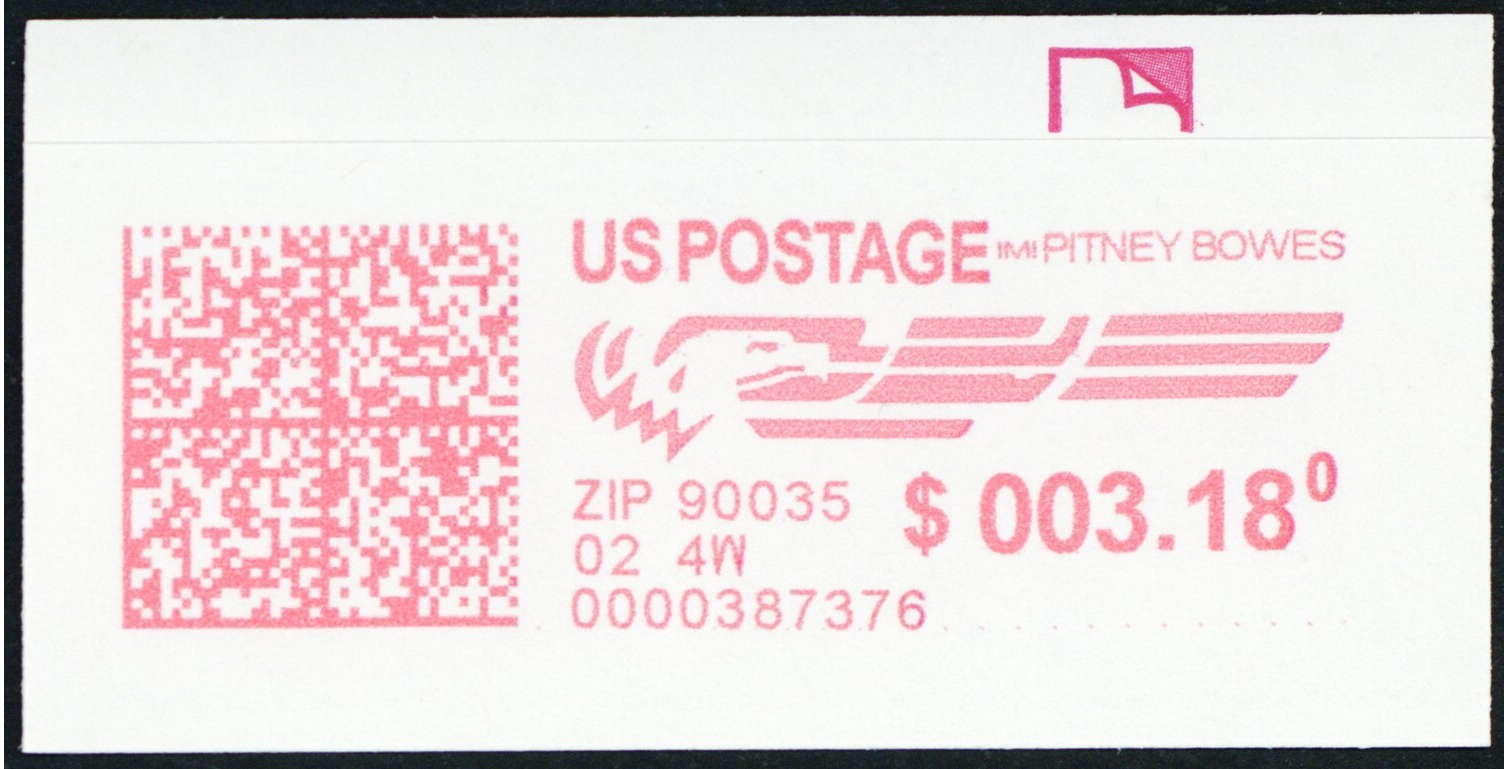 US POSTAGE IMI PITNEY BOWES
ZIP 90035
$ 003.18⁰
02 4W
0000387376